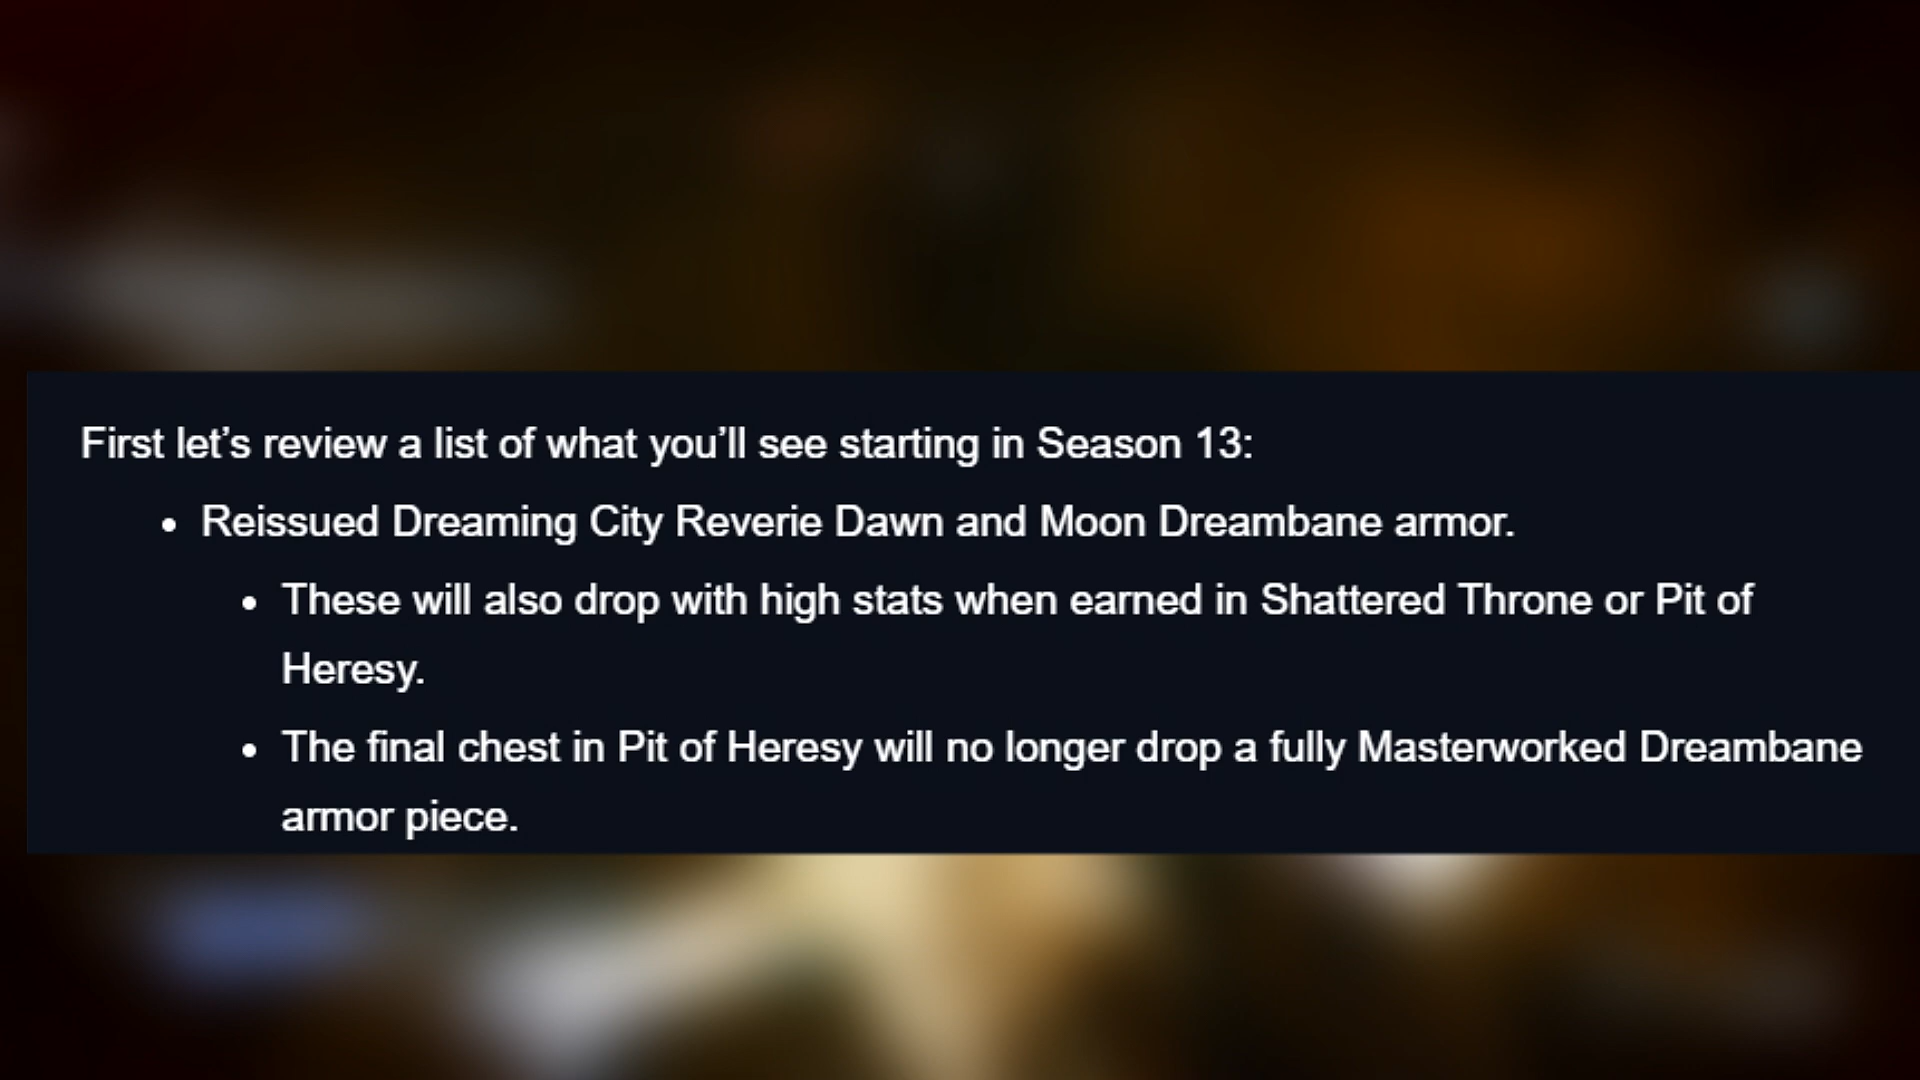 First let’s review a list of what you’ll see starting in Season 13:
• Reissued Dreaming City Reverie Dawn and Moon Dreambane armor.
• These will also drop with high stats when earned in Shattered Throne or Pit of
Heresy.
• The final chest in Pit of Heresy will no longer drop a fully Masterworked Dreambane
armor piece.